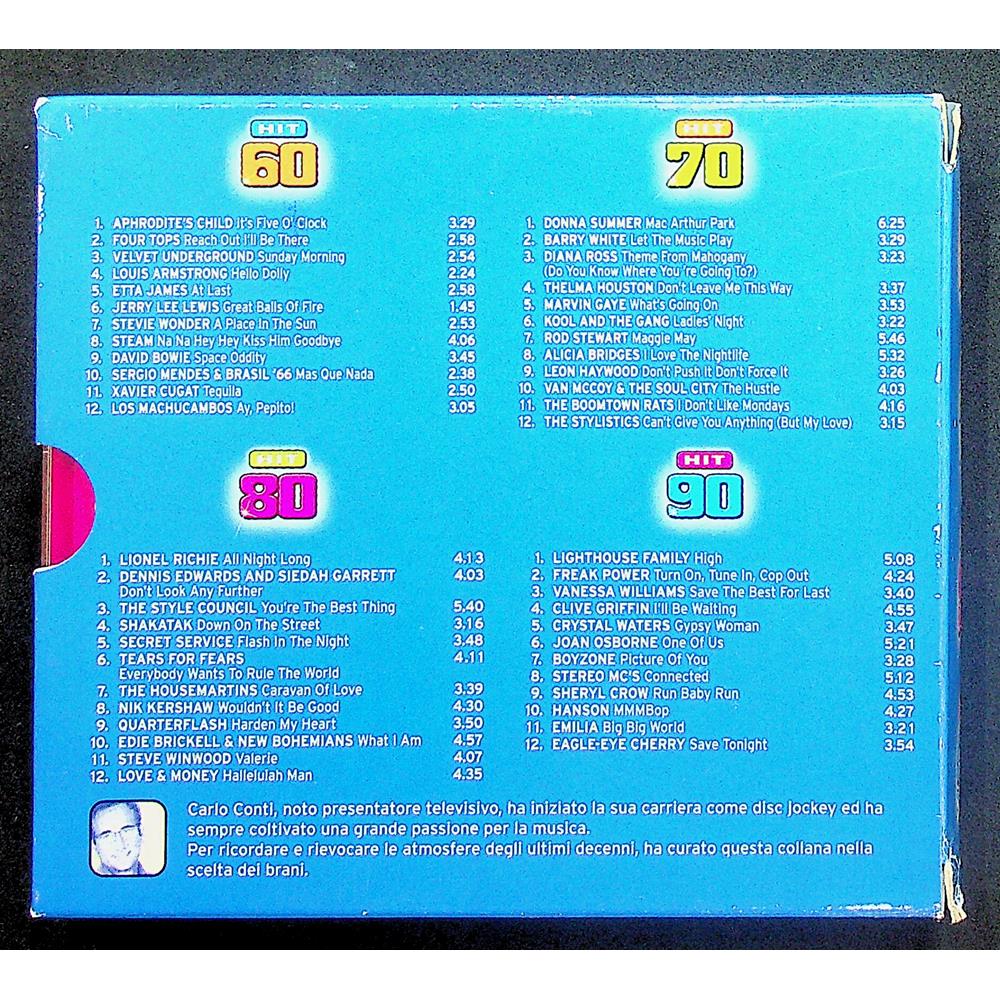 HIT
60
1. APHRODITE'S CHILD It's Five O' Clock 3.29
2. FOUR TOPS Reach Out I'll Be There 2.58
3. VELVET UNDERGROUND Sunday Morning 2.54
4. LOUIS ARMSTRONG Hello Dolly 2.24
5. ETTA JAMES At Last 2.58
6. JERRY LEE LEWIS Great Balls Of Fire 1.45
7. STEVIE WONDER A Place In The Sun 2.53
8. STEAM Na Na Hey Hey Kiss Him Goodbye 4.06
9. DAVID BOWIE Space Oddity 3.45
10. SERGIO MENDES & BRASIL '66 Mas Que Nada 2.38
11. XAVIER CUGAT Tequila 2.50
12. LOS MACHUCAMBOS Ay, Pepito! 3.05
HIT
70
1. DONNA SUMMER Mac Arthur Park 6.25
2. BARRY WHITE Let The Music Play 3.29
3. DIANA ROSS Theme From Mahogany 3.23
(Do You Know Where You 're Going To?)
4. THELMA HOUSTON Don't Leave Me This Way 3.37
5. MARVIN GAYE What's Going On 3.53
6. KOOL AND THE GANG Ladies' Night 3.22
7. ROD STEWART Maggie May 5.46
8. ALICIA BRIDGES I Love The Nightlife 5.32
9. LEON HAYWOOD Don't Push It Don't Force It 3.26
10. VAN MCCOY & THE SOUL CITY The Hustle 4.03
11. THE BOOMTOWN RATS I Don't Like Mondays 4.16
12. THE STYLISTICS Can't Give You Anything (But My Love) 3.15
HIT
80
1. LIONEL RICHIE All Night Long 4.13
2. DENNIS EDWARDS AND SIEDAH GARRETT 4.03
Don't Look Any Further
3. THE STYLE COUNCIL You're The Best Thing 5.40
4. SHAKATAK Down On The Street 3.16
5. SECRET SERVICE Flash In The Night 3.48
6. TEARS FOR FEARS 4.11
Everybody Wants To Rule The World
7. THE HOUSEMARTINS Caravan Of Love 3.39
8. NIK KERSHAW Wouldn't It Be Good 4.30
9. QUARTERFLASH Harden My Heart 3.50
10. EDIE BRICKELL & NEW BOHEMIANS What I Am 4.57
11. STEVE WINWOOD Valerie 4.07
12. LOVE & MONEY Halleluiah Man 4.35
HIT
90
1. LIGHTHOUSE FAMILY High 5.08
2. FREAK POWER Turn On, Tune In, Cop Out 4.24
3. VANESSA WILLIAMS Save The Best For Last 3.40
4. CLIVE GRIFFIN I'll Be Waiting 4.55
5. CRYSTAL WATERS Gypsy Woman 3.47
6. JOAN OSBORNE One Of Us 5.21
7. BOYZONE Picture Of You 3.28
8. STEREO MC'S Connected 5.12
9. SHERYL CROW Run Baby Run 4.53
10. HANSON MMMBop 4.27
11. EMILIA Big Big World 3.21
12. EAGLE-EYE CHERRY Save Tonight 3.54
Carlo Conti, noto presentatore televisivo, ha iniziato la sua carriera come disc jockey ed ha
sempre coltivato una grande passione per la musica.
Per ricordare e rievocare le atmosfere degli ultimi decenni, ha curato questa collana nella
scelta dei brani.